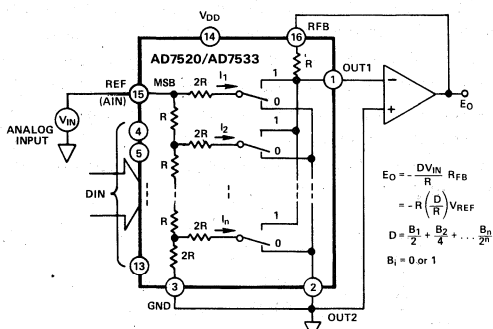 VDD
14
16 RFB
AD7520/AD7533
R
1 OUT1
REF
(AIN)
15
MSB
2R
I1
1
0
VIN
ANALOG
INPUT
4
5
DIN
13
R
2R
I2
1
0
R
R
2R
In
1
0
2R
3
GND
2
OUT2
−
+
EO
EO = - DVIN/R RFB
= -R (D/R) VREF
D = B1/2 + B2/4 + . . . Bn/2^n
Bi = 0 or 1